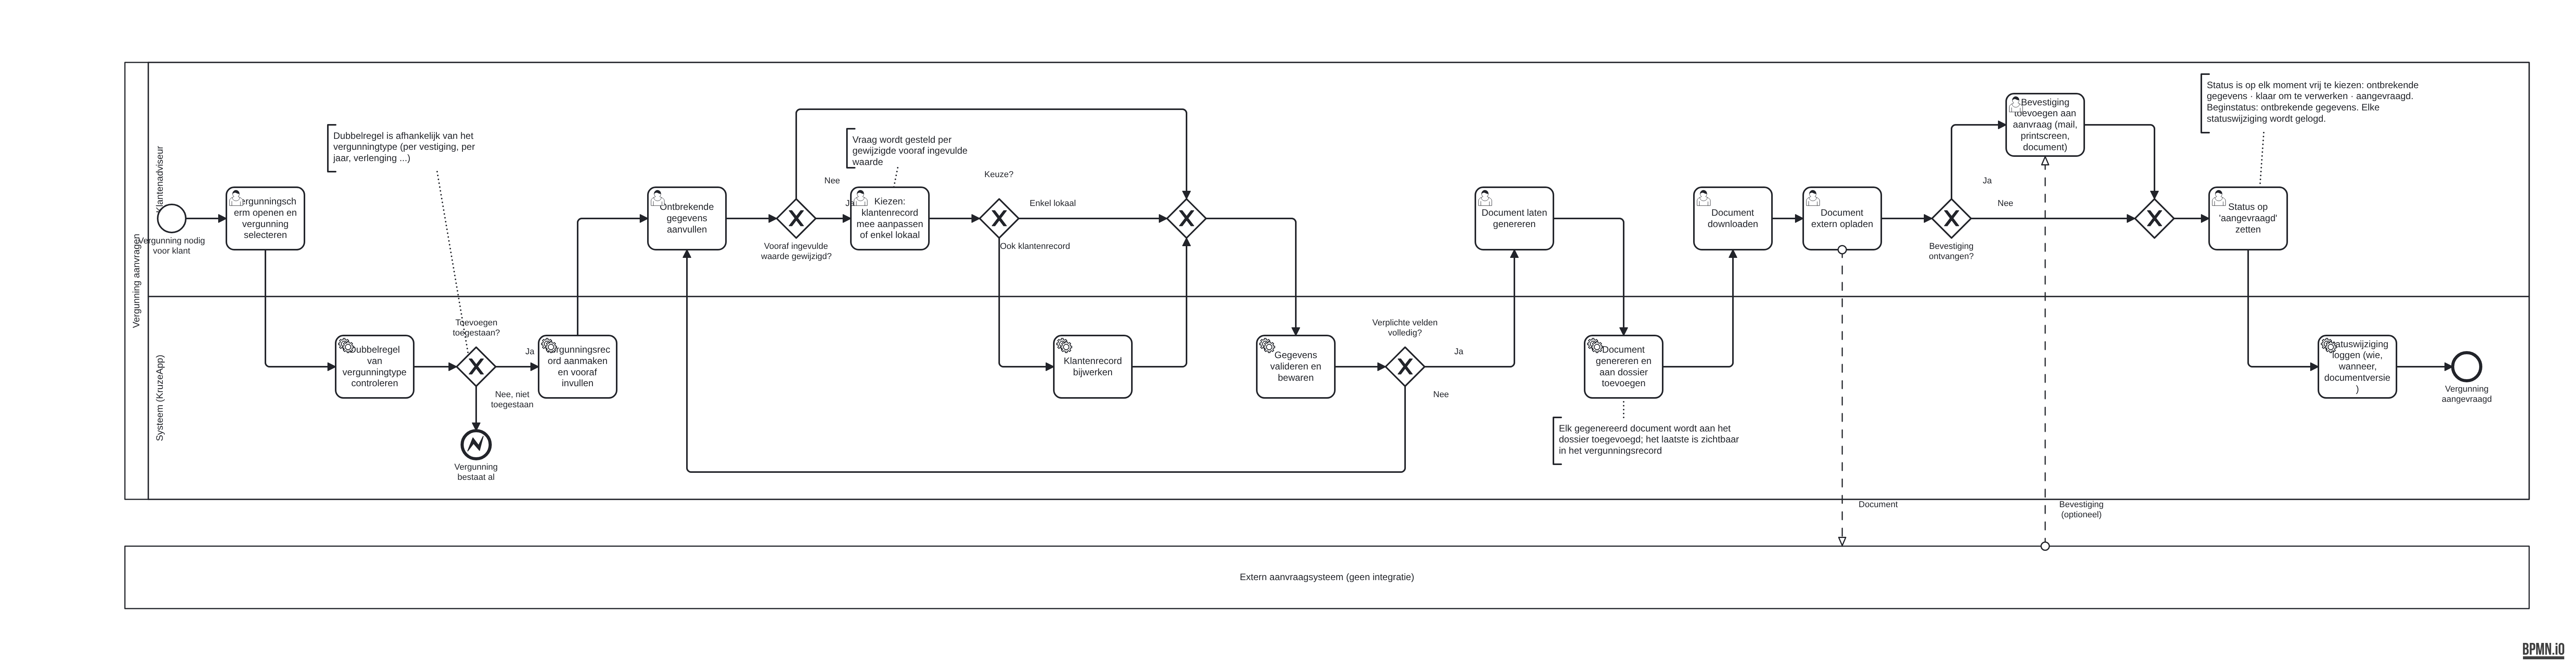 Vergunning aanvragen
Klantenadviseur
Systeem (KruzeApp)
Vergunning nodig
voor klant
ergunningsch
erm openen en
vergunning
selecteren
Dubbelregel is afhankelijk van het
vergunningtype (per vestiging, per
jaar, verlenging ...)
Dubbelregel
van
vergunningtype
controleren
Toevoegen
toegestaan?
Ja
Nee, niet
toegestaan
Vergunning
bestaat al
ergunningsrec
ord aanmaken
en vooraf
invullen
Ontbrekende
gegevens
aanvullen
Vooraf ingevulde
waarde gewijzigd?
Nee
Ja
Vraag wordt gesteld per
gewijzigde vooraf ingevulde
waarde
Kiezen:
klantenrecord
mee aanpassen
of enkel lokaal
Keuze?
Enkel lokaal
Ook klantenrecord
Klantenrecord
bijwerken
Gegevens
valideren en
bewaren
Verplichte velden
volledig?
Ja
Nee
Document laten
genereren
Document
genereren en
aan dossier
toevoegen
Elk gegenereerd document wordt aan het
dossier toegevoegd; het laatste is zichtbaar
in het vergunningsrecord
Document
downloaden
Document
extern opladen
Bevestiging
ontvangen?
Ja
Nee
Bevestiging
toevoegen aan
aanvraag (mail,
printscreen,
document)
Status is op elk moment vrij te kiezen: ontbrekende
gegevens · klaar om te verwerken · aangevraagd.
Beginstatus: ontbrekende gegevens. Elke
statuswijziging wordt gelogd.
Status op
'aangevraagd'
zetten
atuswijziging
loggen (wie,
wanneer,
documentversie
)
Vergunning
aangevraagd
Document
Bevestiging
(optioneel)
Extern aanvraagsysteem (geen integratie)
BPMN.iO